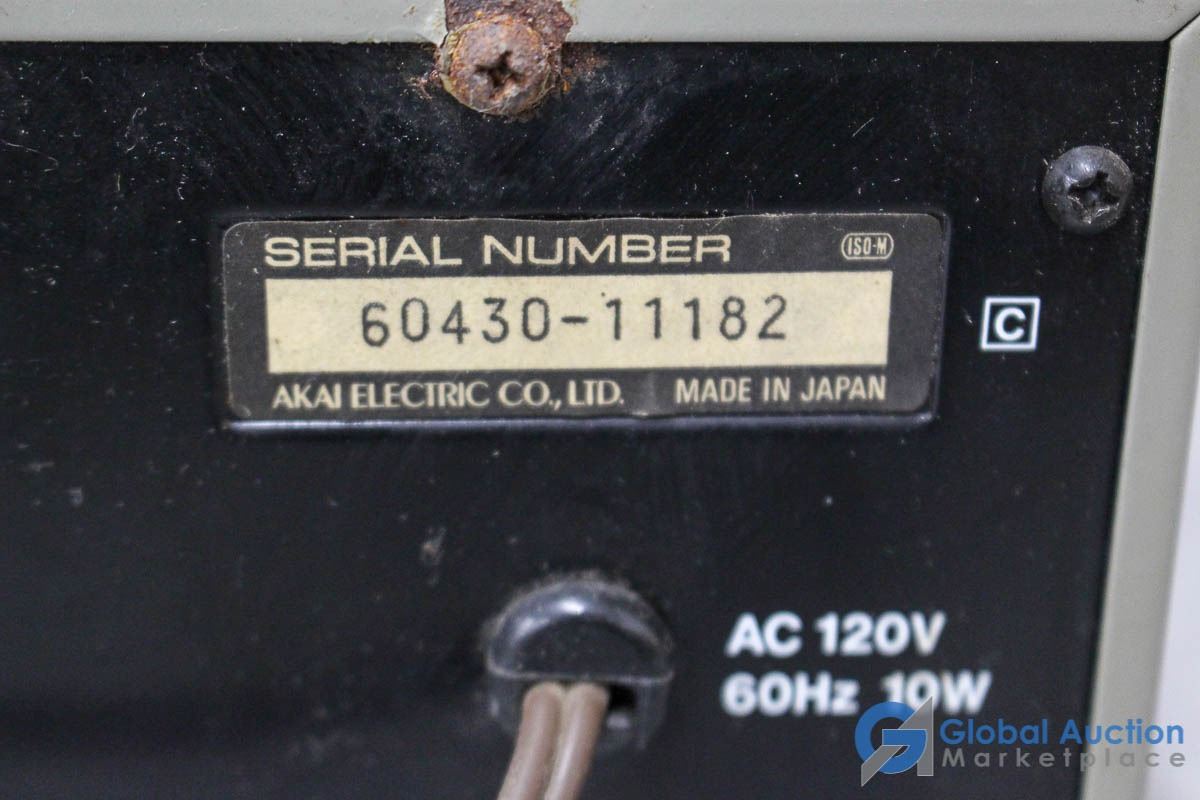 SERIAL NUMBER
ISO-M
60430-11182
AKAI ELECTRIC CO., LTD. MADE IN JAPAN
C
AC 120V
60Hz 10W
Global Auction
Marketplace